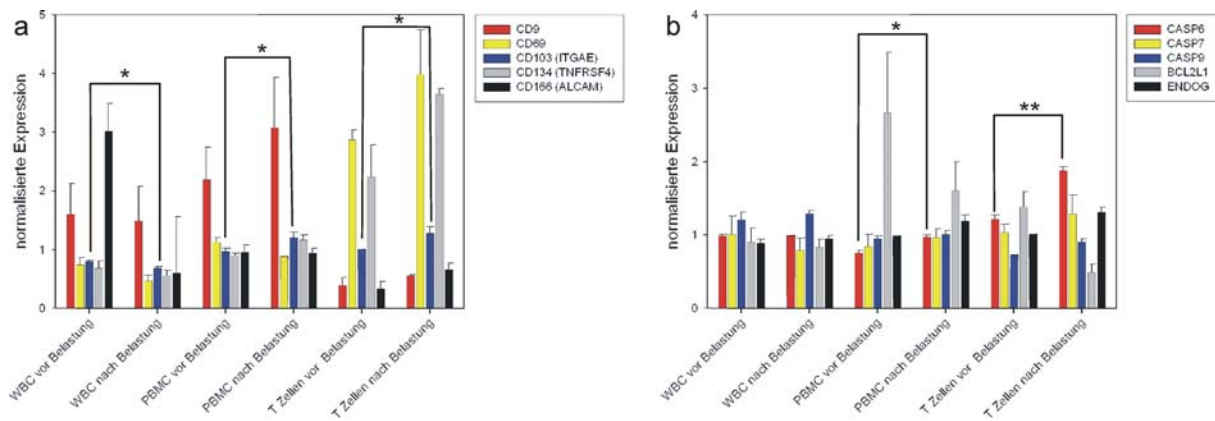 a
normalisierte Expression
5
4
3
2
1
0
*
*
*
CD9
CD69
CD103 (ITGAE)
CD134 (TNFRSF4)
CD166 (ALCAM)
WBC vor Belastung
WBC nach Belastung
PBMC vor Belastung
PBMC nach Belastung
T Zellen vor Belastung
T Zellen nach Belastung
b
normalisierte Expression
4
3
2
1
0
*
**
CASP6
CASP7
CASP9
BCL2L1
ENDOG
WBC vor Belastung
WBC nach Belastung
PBMC vor Belastung
PBMC nach Belastung
T Zellen vor Belastung
T Zellen nach Belastung